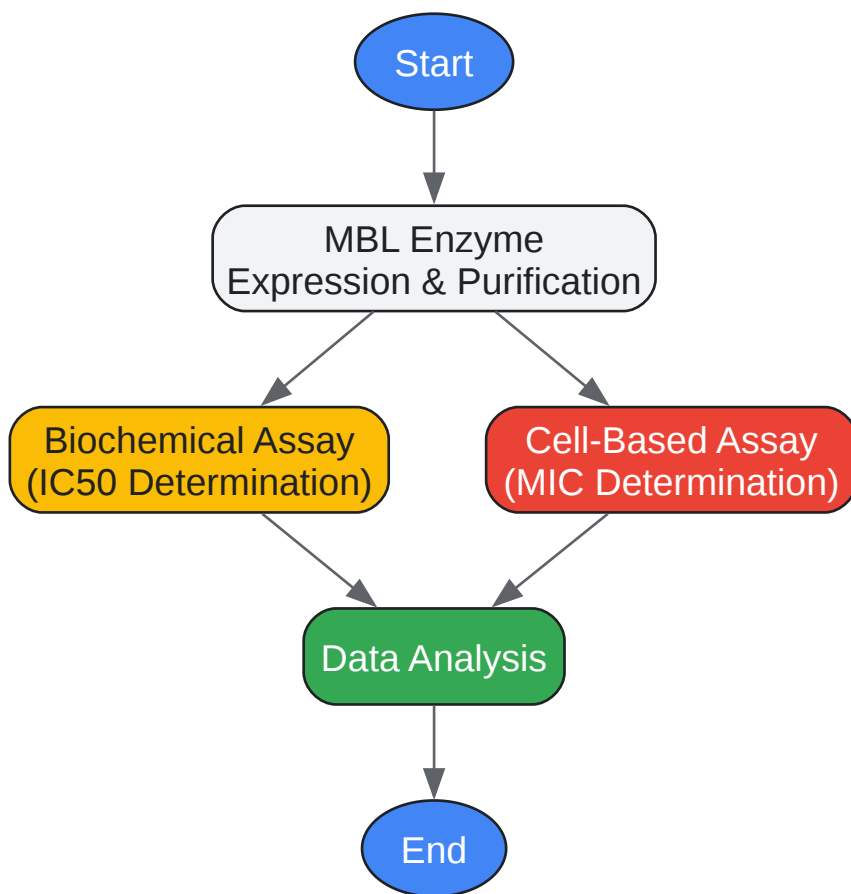 Start
MBL Enzyme
Expression & Purification
Biochemical Assay
(IC50 Determination)
Cell-Based Assay
(MIC Determination)
Data Analysis
End